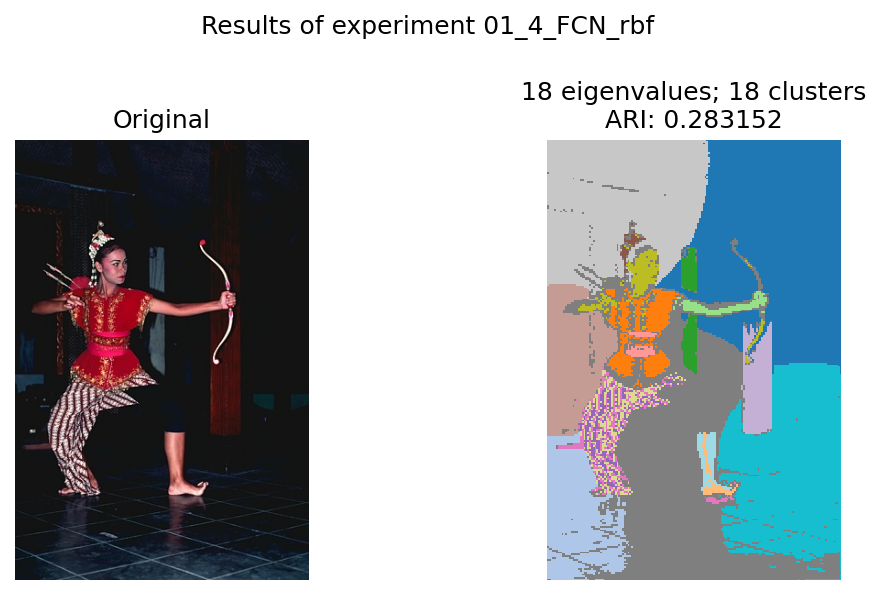 Results of experiment 01_4_FCN_rbf
Original
18 eigenvalues; 18 clusters
ARI: 0.283152